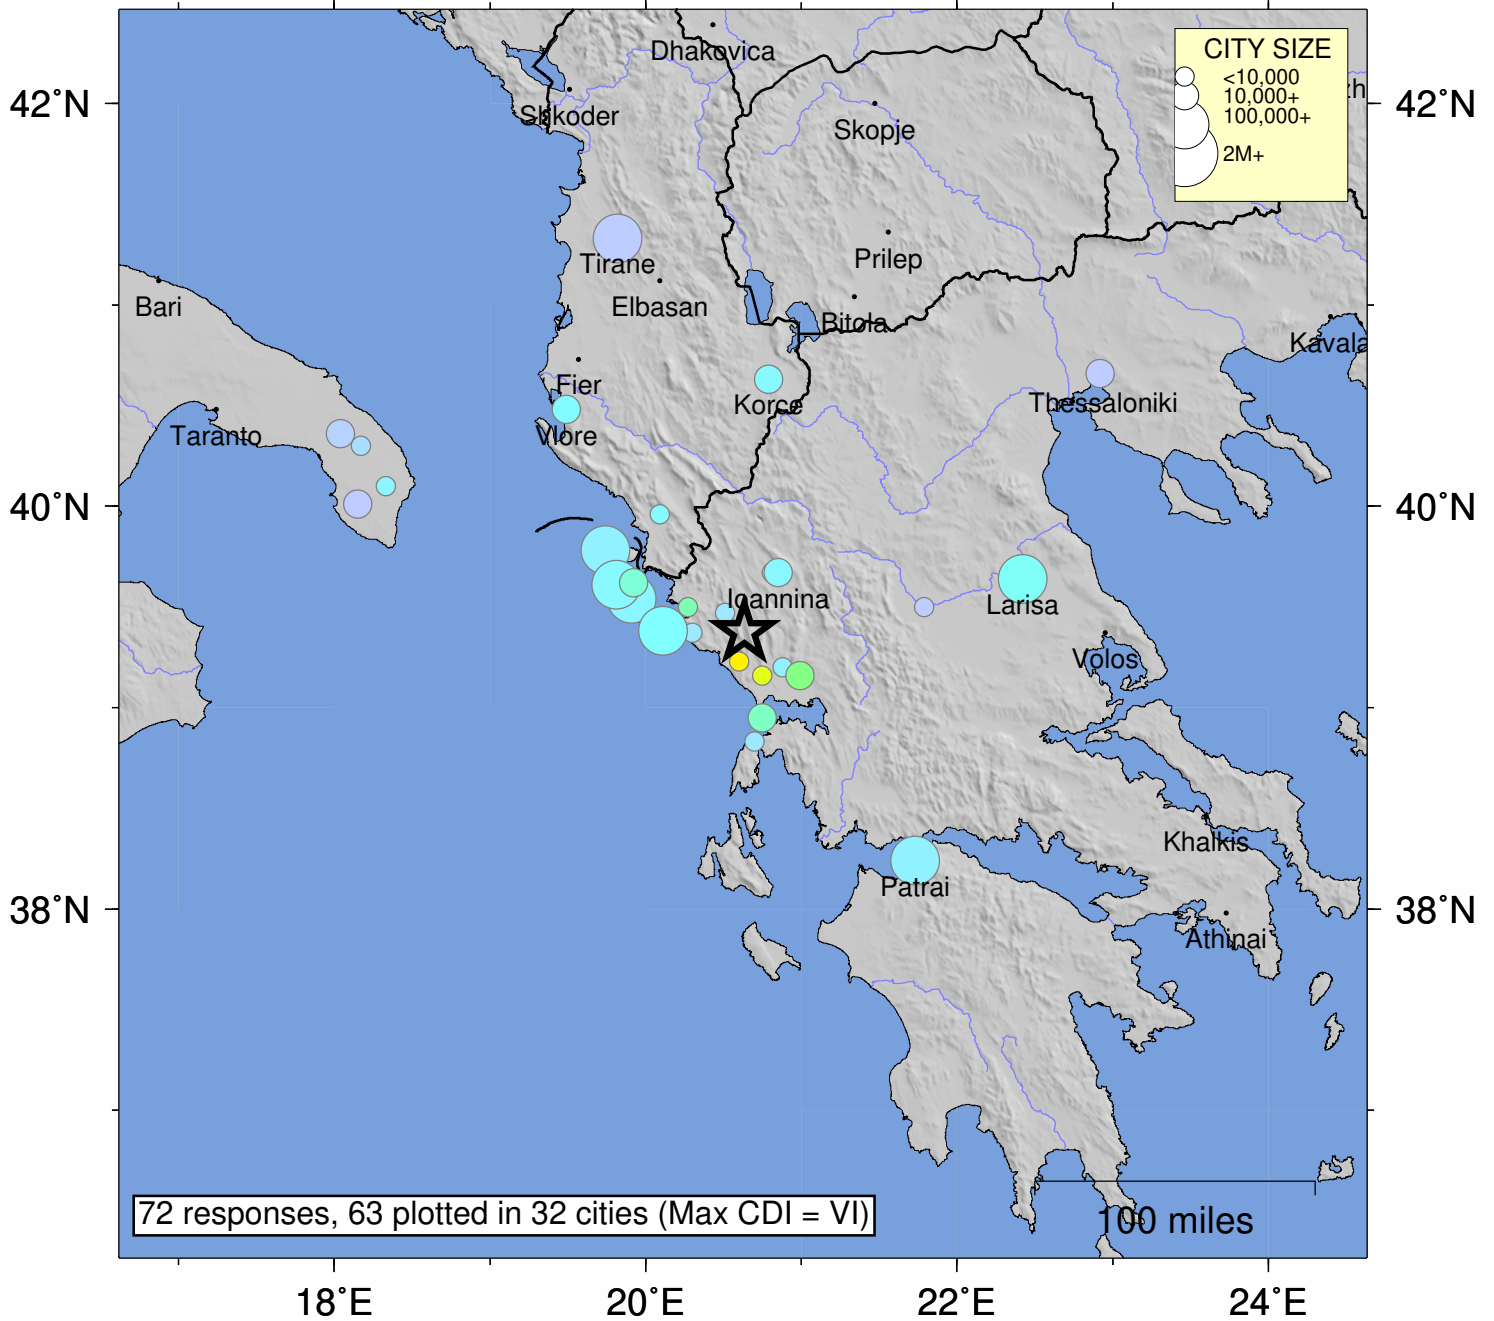 Dhakovica
CITY SIZE
<10,000
10,000+
100,000+
2M+
zh
42°N
42°N
Shkoder
Skopje
Tirane
Prilep
Elbasan
Bari
Bitola
Kavala
Fier
Korce
Thessaloniki
Taranto
Vlore
40°N
40°N
Ioannina
Larisa
Volos
Khalkis
Patrai
38°N
38°N
Athinai
72 responses, 63 plotted in 32 cities (Max CDI = VI)
100 miles
18°E
20°E
22°E
24°E